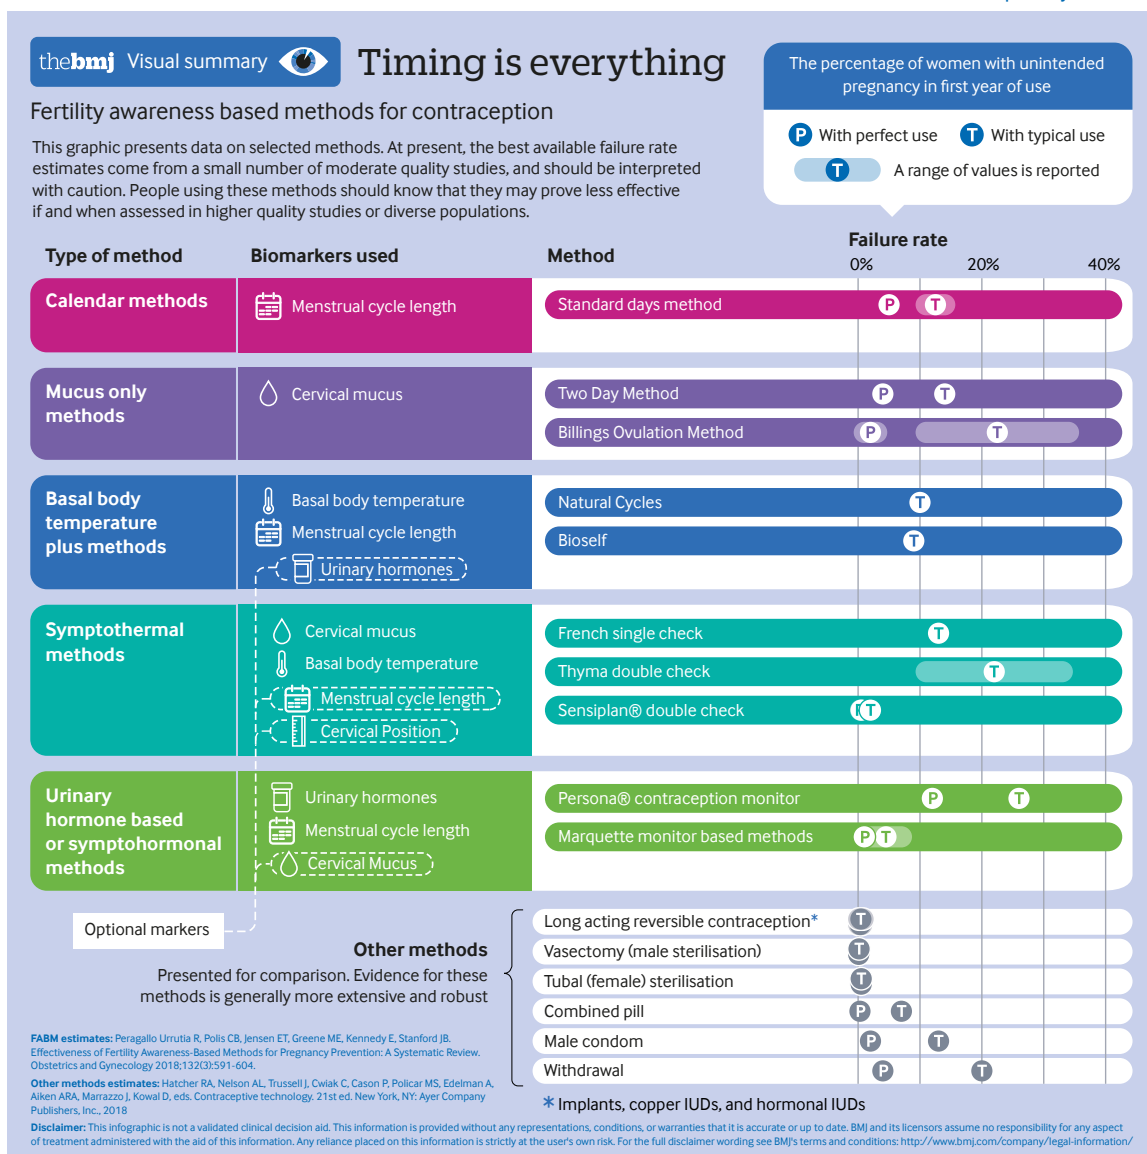 thebmj Visual summary
Timing is everything
Fertility awareness based methods for contraception
This graphic presents data on selected methods. At present, the best available failure rate
estimates come from a small number of moderate quality studies, and should be interpreted
with caution. People using these methods should know that they may prove less effective
if and when assessed in higher quality studies or diverse populations.
The percentage of women with unintended
pregnancy in first year of use
P With perfect use T With typical use
T A range of values is reported
Type of method
Biomarkers used
Method
Failure rate
0% 20% 40%
Calendar methods
Menstrual cycle length
Standard days method
P T
Mucus only
methods
Cervical mucus
Two Day Method
P T
Billings Ovulation Method
P T
Basal body
temperature
plus methods
Basal body temperature
Menstrual cycle length
Urinary hormones
Natural Cycles
T
Bioself
T
Symptothermal
methods
Cervical mucus
Basal body temperature
Menstrual cycle length
Cervical Position
French single check
T
Thyma double check
T
Sensiplan® double check
P T
Urinary
hormone based
or symptohormonal
methods
Urinary hormones
Menstrual cycle length
Cervical Mucus
Persona® contraception monitor
P T
Marquette monitor based methods
P T
Optional markers
Other methods
Presented for comparison. Evidence for these
methods is generally more extensive and robust
Long acting reversible contraception*
T
Vasectomy (male sterilisation)
T
Tubal (female) sterilisation
T
Combined pill
P T
Male condom
P T
Withdrawal
P T
* Implants, copper IUDs, and hormonal IUDs
FABM estimates: Peragallo Urrutia R, Polis CB, Jensen ET, Greene ME, Kennedy E, Stanford JB.
Effectiveness of Fertility Awareness-Based Methods for Pregnancy Prevention: A Systematic Review.
Obstetrics and Gynecology 2018;132(3):591-604.
Other methods estimates: Hatcher RA, Nelson AL, Trussell J, Cwiak C, Cason P, Policar MS, Edelman A,
Aiken ARA, Marrazzo J, Kowal D, eds. Contraceptive technology. 21st ed. New York, NY: Ayer Company
Publishers, Inc., 2018
Disclaimer: This infographic is not a validated clinical decision aid. This information is provided without any representations, conditions, or warranties that it is accurate or up to date. BMJ and its licensors assume no responsibility for any aspect
of treatment administered with the aid of this information. Any reliance placed on this information is strictly at the user's own risk. For the full disclaimer wording see BMJ's terms and conditions: http://www.bmj.com/company/legal-information/